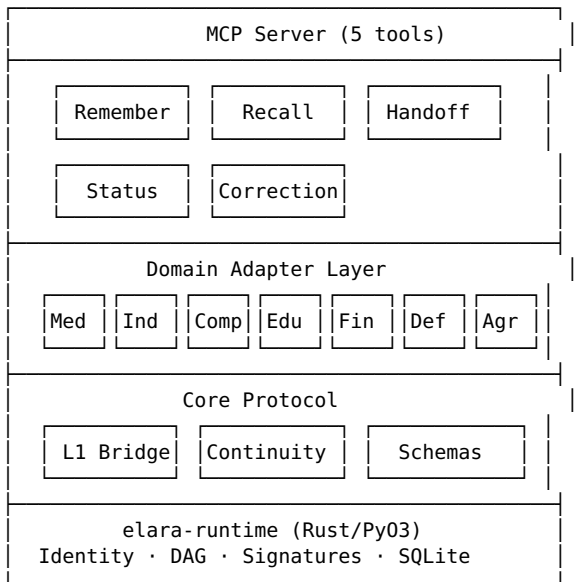 MCP Server (5 tools)
Remember Recall Handoff
Status Correction
Domain Adapter Layer
Med Ind Comp Edu Fin Def Agr
Core Protocol
L1 Bridge Continuity Schemas
elara-runtime (Rust/PyO3)
Identity · DAG · Signatures · SQLite